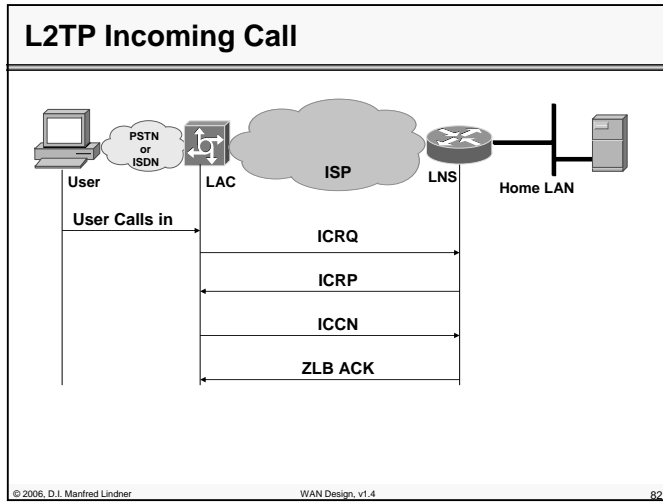 L2TP Incoming Call
PSTN
or
ISDN
ISP
User
LAC
LNS
Home LAN
User Calls in
ICRQ
ICRP
ICCN
ZLB ACK
© 2006, D.I. Manfred Lindner
WAN Design, v1.4
82